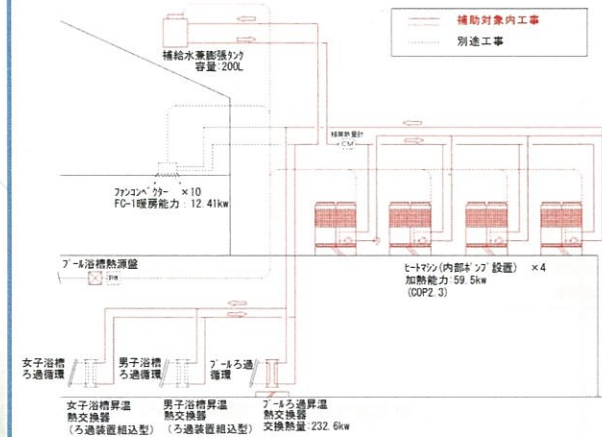 補助対象内工事
別途工事
補給水兼膨張タンク
容量:200L
積算熱量計
CM
ファンコンベクター ×10
FC-1暖房能力:12.41kw
プール浴槽熱源盤
ヒートマシン(内部ポンプ設置) ×4
加熱能力:59.5kw
(COP2.3)
女子浴槽
ろ過循環
男子浴槽
ろ過循環
プールろ過
循環
女子浴槽昇温
熱交換器
(ろ過装置組込型)
男子浴槽昇温
熱交換器
(ろ過装置組込型)
プールろ過昇温
熱交換器
交換熱量:232.6kw